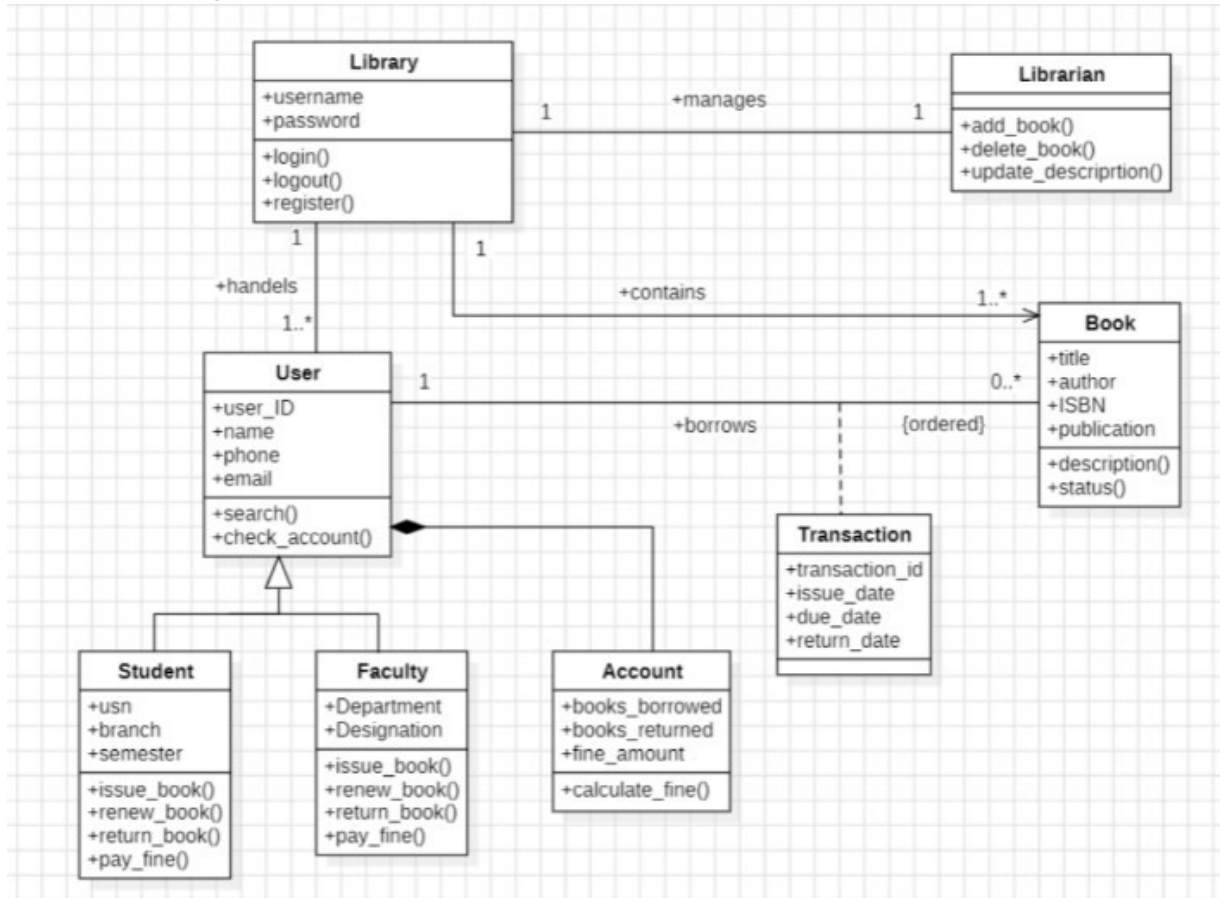 Library
+username
+password
+login()
+logout()
+register()
1
+manages
1
Librarian
+add_book()
+delete_book()
+update_descriprtion()
1
+handels
1..*
1
+contains
1..*
Book
+title
+author
+ISBN
+publication
+description()
+status()
User
+user_ID
+name
+phone
+email
+search()
+check_account()
1
+borrows
0..*
{ordered}
Transaction
+transaction_id
+issue_date
+due_date
+return_date
Student
+usn
+branch
+semester
+issue_book()
+renew_book()
+return_book()
+pay_fine()
Faculty
+Department
+Designation
+issue_book()
+renew_book()
+return_book()
+pay_fine()
Account
+books_borrowed
+books_returned
+fine_amount
+calculate_fine()